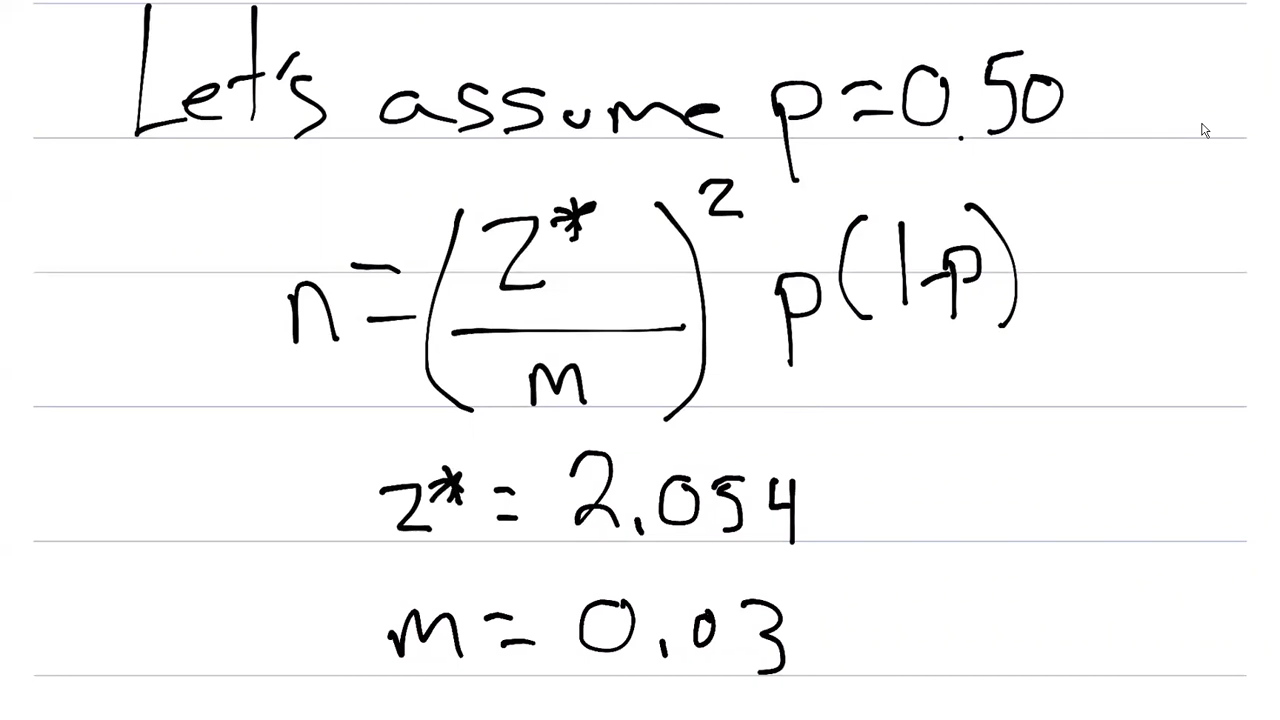 Let's assume p=0.50
n=(z*/m)² p(1-p)
z* = 2.054
m = 0.03